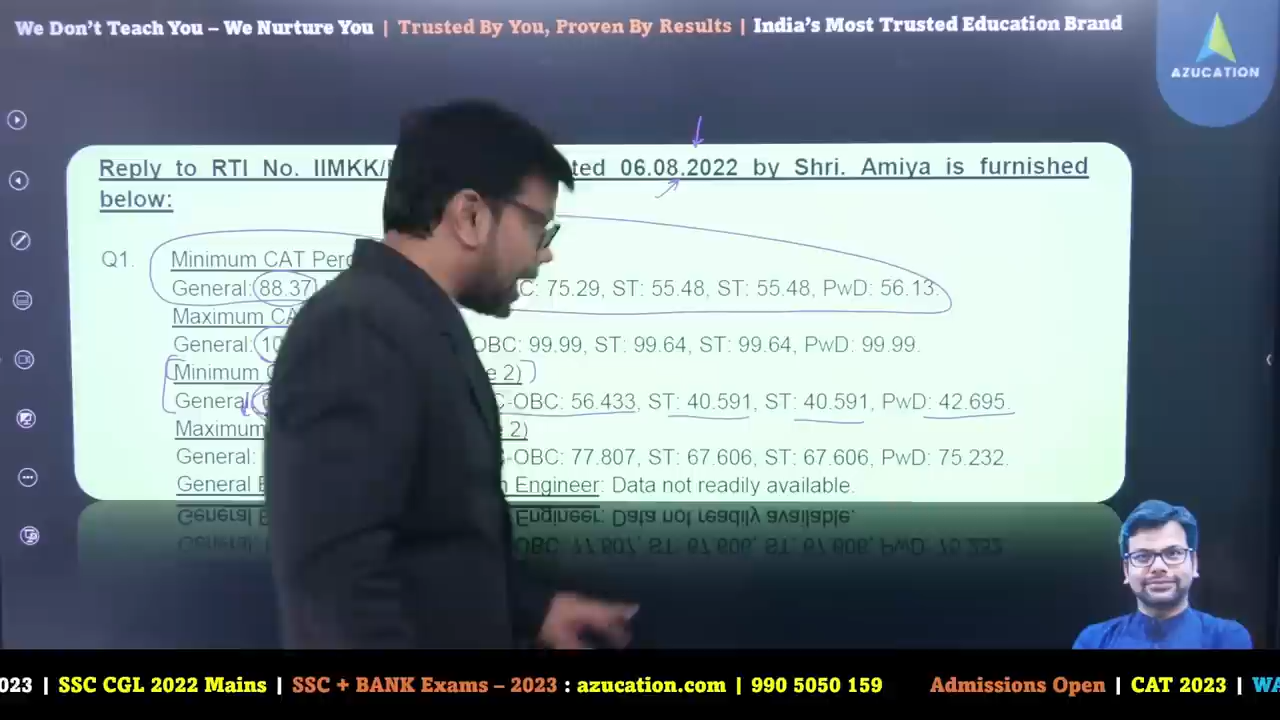 We Don't Teach You – We Nurture You | Trusted By You, Proven By Results | India's Most Trusted Education Brand
AZUCATION
Reply to RTI No. IIMKK/ 06.08.2022 by Shri. Amiya is furnished
below:
Q1. Minimum CAT
General: 88.37 75.29, ST: 55.48, ST: 55.48, PwD: 56.13.
Maximum
General: OBC: 99.99, ST: 99.64, ST: 99.64, PwD: 99.99.
Minimum 2)
General -OBC: 56.433, ST: 40.591, ST: 40.591, PwD: 42.695.
Maximum 2)
General: -OBC: 77.807, ST: 67.606, ST: 67.606, PwD: 75.232.
General Engineer: Data not readily available.
023 | SSC CGL 2022 Mains | SSC + BANK Exams – 2023 : azucation.com | 990 5050 159 Admissions Open | CAT 2023 |